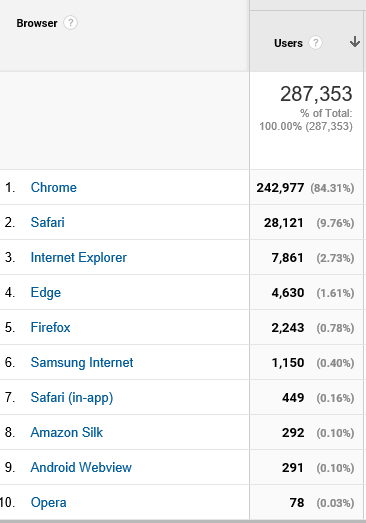 Browser ?
Users ?
287,353
% of Total:
100.00% (287,353)
1. Chrome 242,977 (84.31%)
2. Safari 28,121 (9.76%)
3. Internet Explorer 7,861 (2.73%)
4. Edge 4,630 (1.61%)
5. Firefox 2,243 (0.78%)
6. Samsung Internet 1,150 (0.40%)
7. Safari (in-app) 449 (0.16%)
8. Amazon Silk 292 (0.10%)
9. Android Webview 291 (0.10%)
10. Opera 78 (0.03%)